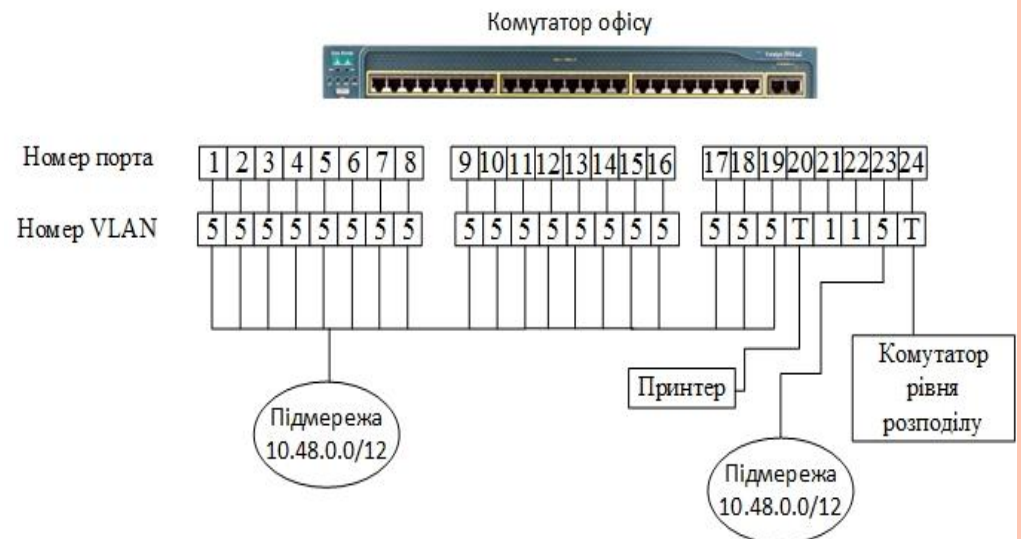 Комутатор офісу
Номер порта 1 2 3 4 5 6 7 8 9 10 11 12 13 14 15 16 17 18 19 20 21 22 23 24
Номер VLAN 5 5 5 5 5 5 5 5 5 5 5 5 5 5 5 5 5 5 5 T 1 1 5 T
Принтер
Комутатор
рівня
розподілу
Підмережа
10.48.0.0/12
Підмережа
10.48.0.0/12